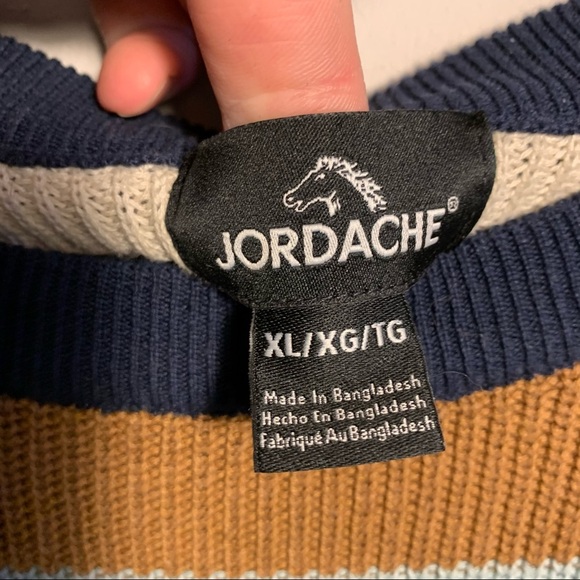 JORDACHE®
XL/XG/TG
Made In Bangladesh
Hecho En Bangladesh
Fabriqué Au Bangladesh